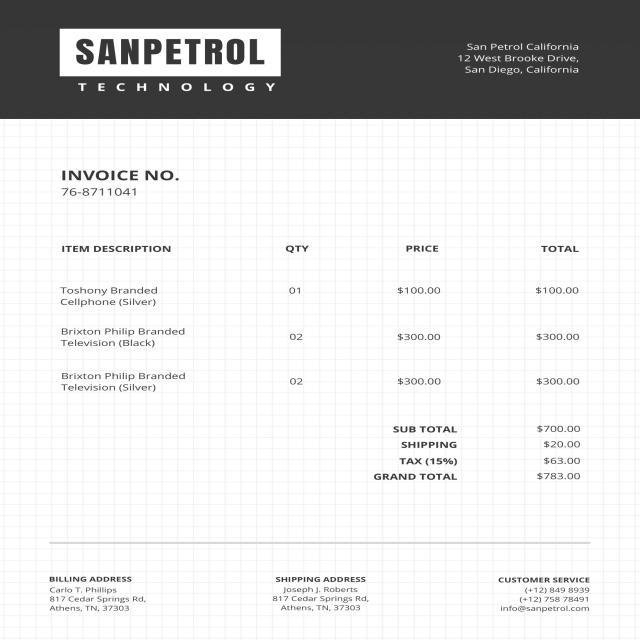 SANPETROL
TECHNOLOGY
San Petrol California
12 West Brooke Drive,
San Diego, California
INVOICE NO.
76-8711041
ITEM DESCRIPTION QTY PRICE TOTAL
Toshony Branded
Cellphone (Silver) 01 $100.00 $100.00
Brixton Philip Branded
Television (Black) 02 $300.00 $300.00
Brixton Philip Branded
Television (Silver) 02 $300.00 $300.00
SUB TOTAL $700.00
SHIPPING $20.00
TAX (15%) $63.00
GRAND TOTAL $783.00
BILLING ADDRESS
Carlo T. Phillips
817 Cedar Springs Rd,
Athens, TN, 37303
SHIPPING ADDRESS
Joseph J. Roberts
817 Cedar Springs Rd,
Athens, TN, 37303
CUSTOMER SERVICE
(+12) 849 8939
(+12) 758 78491
info@sanpetrol.com